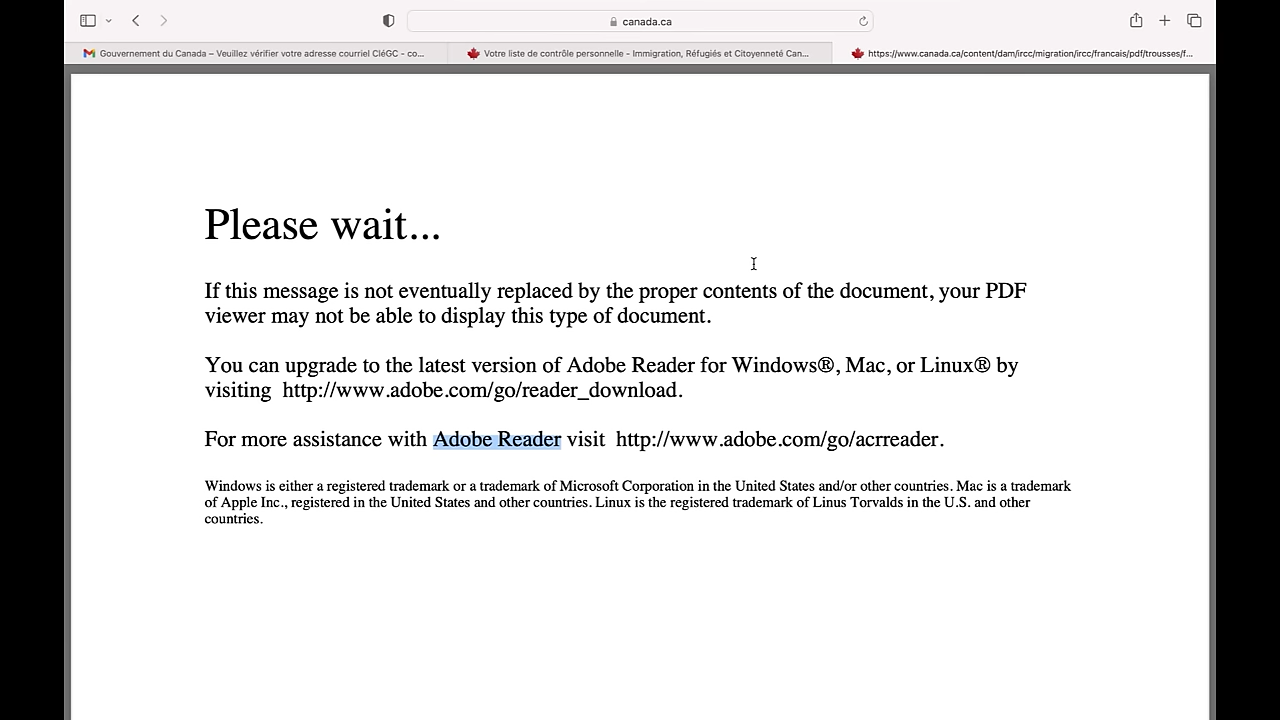 canada.ca
Gouvernement du Canada – Veuillez vérifier votre adresse courriel CléGC - co...
Votre liste de contrôle personnelle - Immigration, Réfugiés et Citoyenneté Can...
https://www.canada.ca/content/dam/ircc/migration/ircc/francais/pdf/trousses/f...
Please wait...
If this message is not eventually replaced by the proper contents of the document, your PDF
viewer may not be able to display this type of document.
You can upgrade to the latest version of Adobe Reader for Windows®, Mac, or Linux® by
visiting http://www.adobe.com/go/reader_download.
For more assistance with Adobe Reader visit http://www.adobe.com/go/acrreader.
Windows is either a registered trademark or a trademark of Microsoft Corporation in the United States and/or other countries. Mac is a trademark
of Apple Inc., registered in the United States and other countries. Linux is the registered trademark of Linus Torvalds in the U.S. and other
countries.